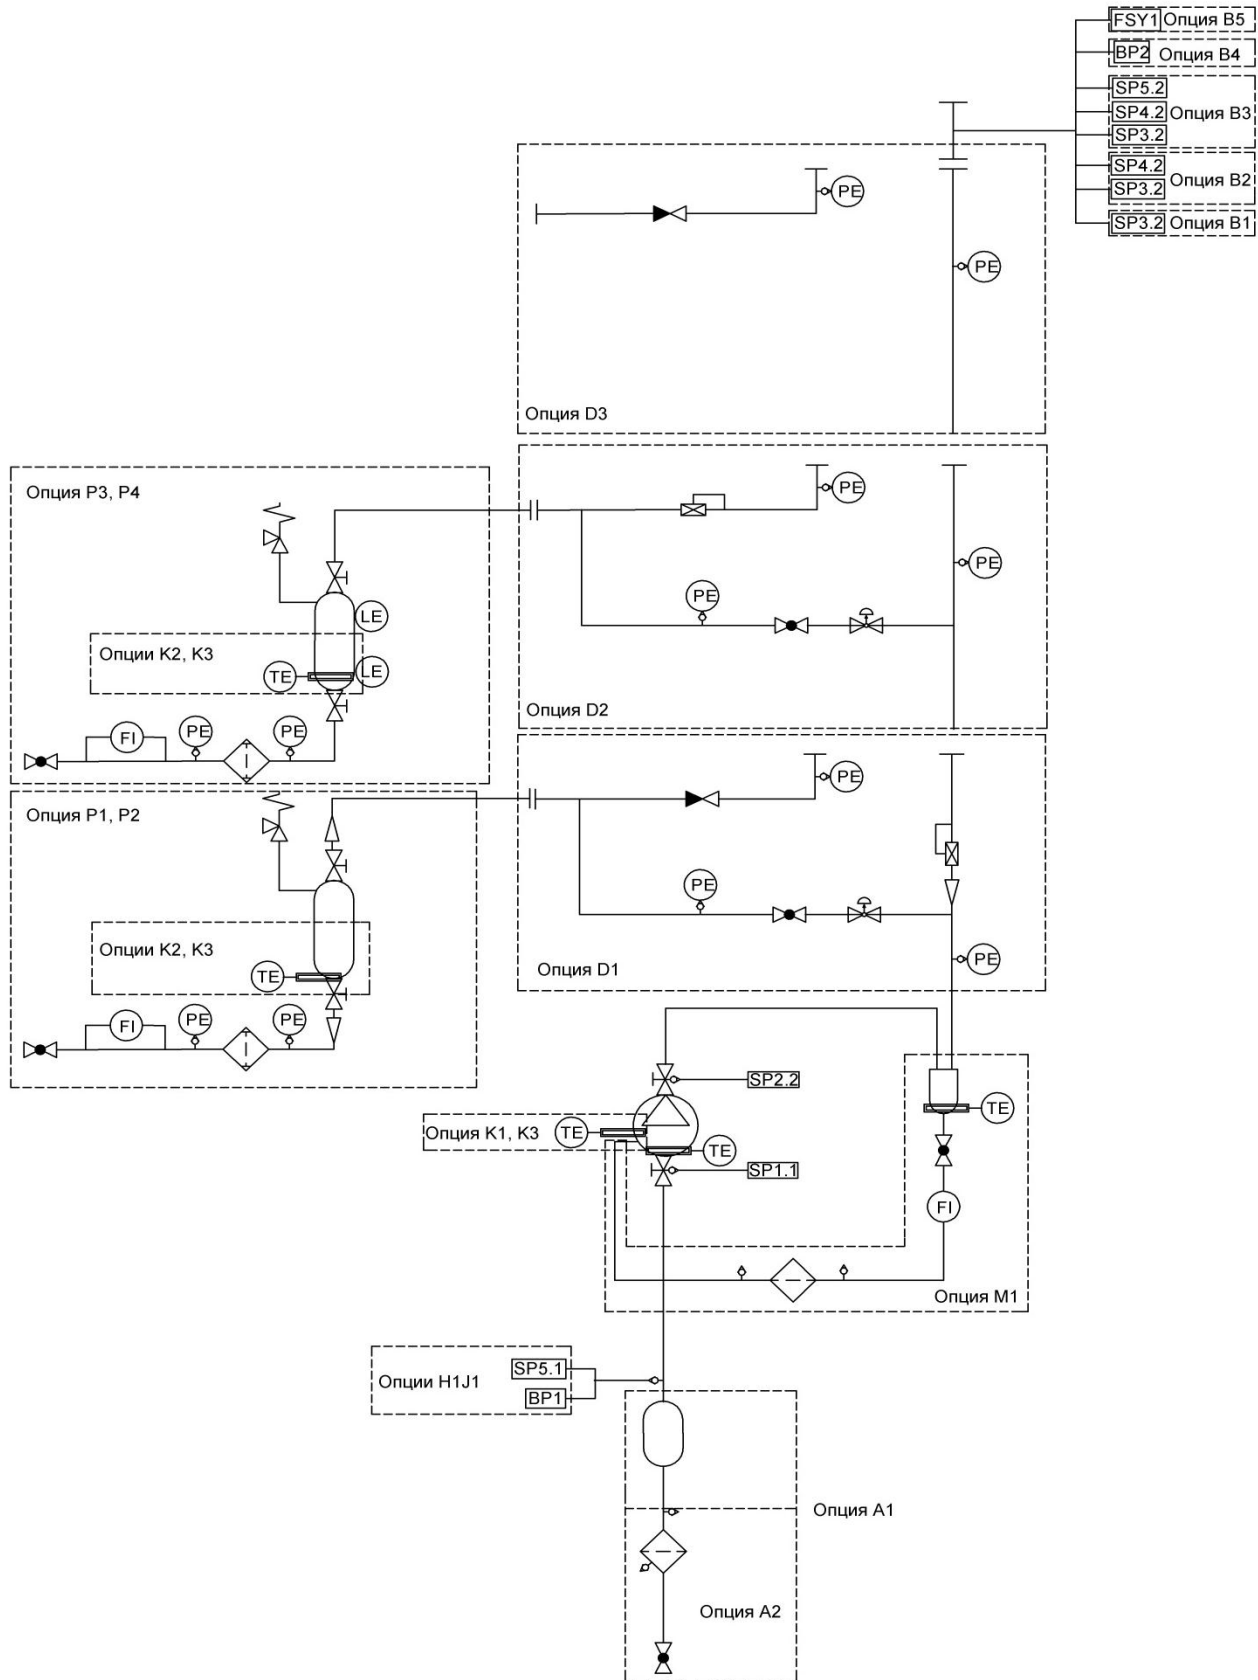 FSY1 Опция B5
BP2 Опция B4
SP5.2
SP4.2 Опция B3
SP3.2
SP4.2
Опция B2
SP3.2
SP3.2 Опция B1
PE
PE
Опция D3
Опция P3, P4
PE
PE
PE
LE
Опции K2, K3
LE
TE
Опция D2
FI
PE
PE
Опция P1, P2
PE
PE
Опции K2, K3
TE
Опция D1
PE
FI
PE
PE
SP2.2
TE
Опция K1, K3
TE
TE
SP1.1
FI
Опция M1
SP5.1
Опции H1J1
BP1
Опция A1
Опция A2